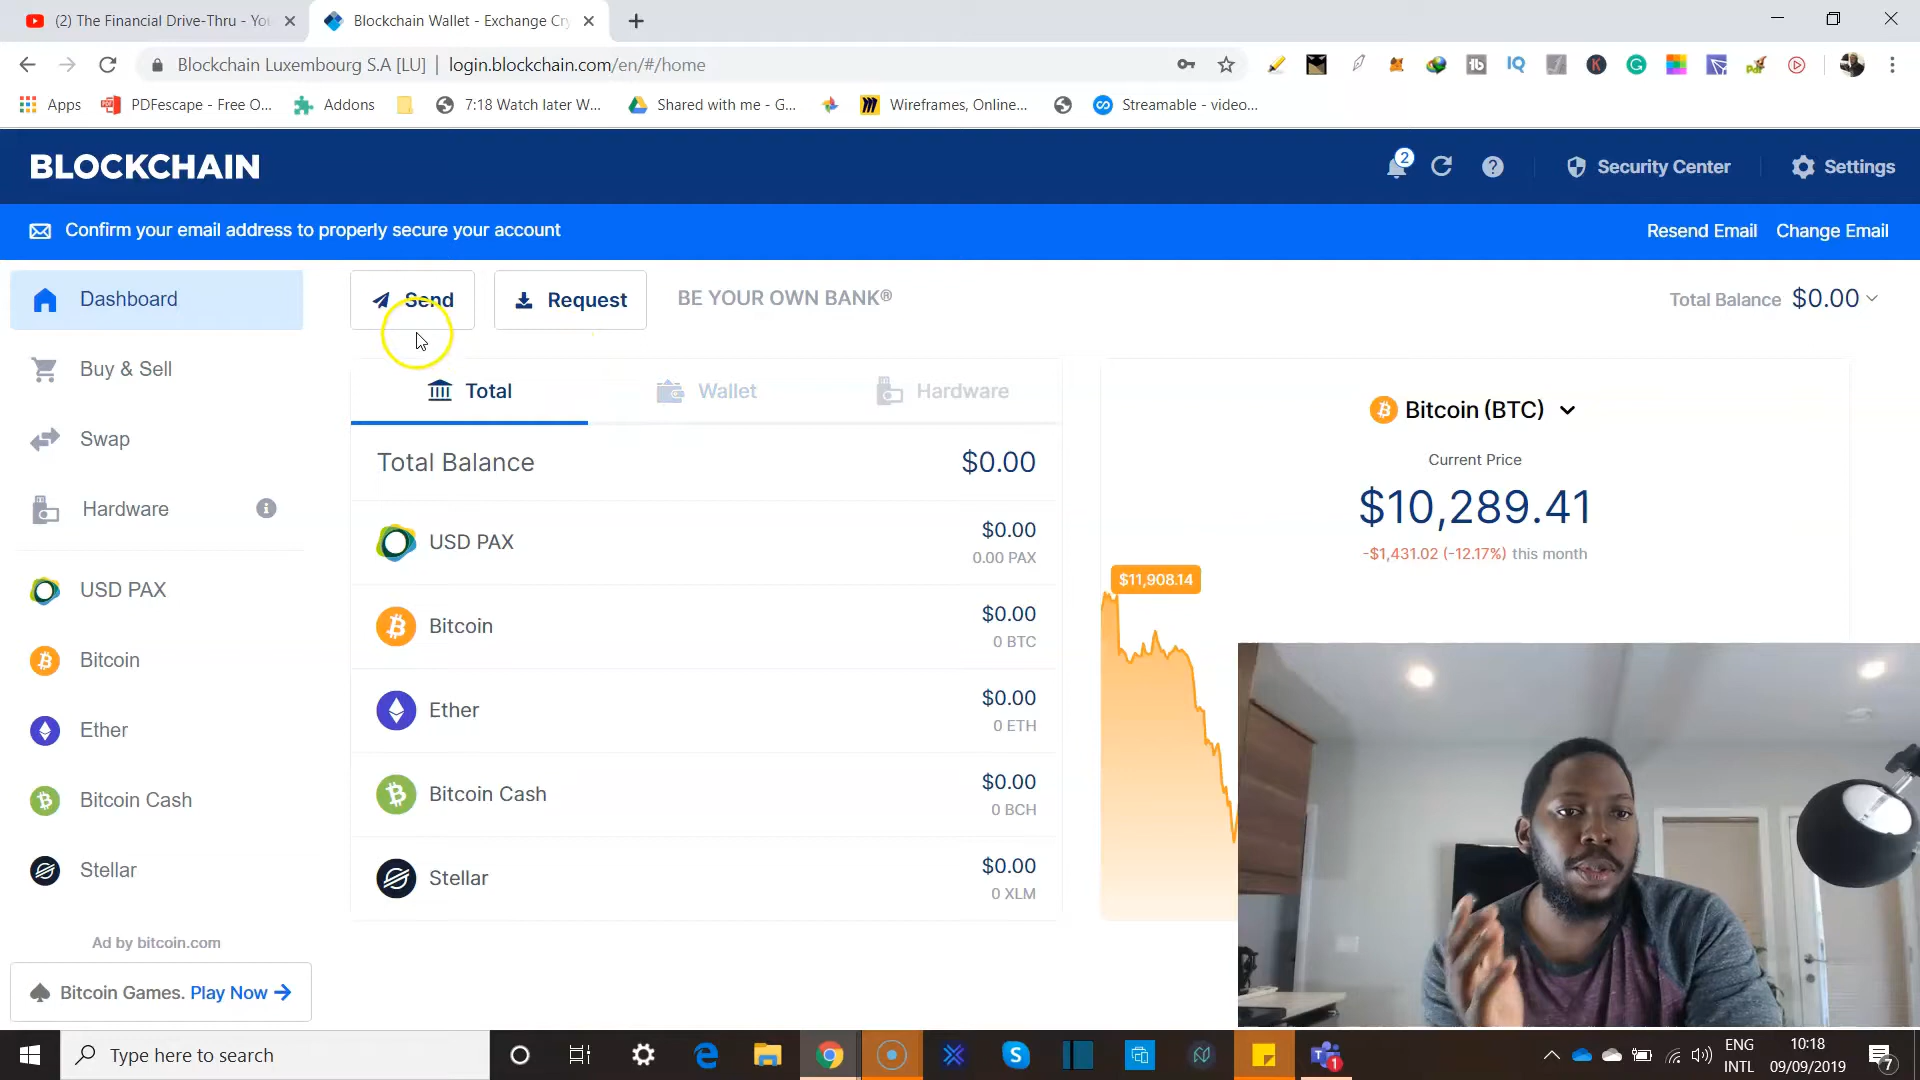 (2) The Financial Drive-Thru - You
Blockchain Wallet - Exchange Cry
Blockchain Luxembourg S.A [LU] | login.blockchain.com/en/#/home
Apps PDFescape - Free O... Addons 7:18 Watch later W... Shared with me - G... Wireframes, Online... Streamable - video...
BLOCKCHAIN
2
Security Center
Settings
Confirm your email address to properly secure your account
Resend Email Change Email
Dashboard
Buy & Sell
Swap
Hardware
USD PAX
Bitcoin
Ether
Bitcoin Cash
Stellar
Ad by bitcoin.com
Bitcoin Games. Play Now →
Send
Request
BE YOUR OWN BANK®
Total Balance $0.00
Total Wallet Hardware
Total Balance $0.00
USD PAX $0.00
0.00 PAX
Bitcoin $0.00
0 BTC
Ether $0.00
0 ETH
Bitcoin Cash $0.00
0 BCH
Stellar $0.00
0 XLM
Bitcoin (BTC)
Current Price
$10,289.41
-$1,431.02 (-12.17%) this month
$11,908.14
Type here to search
1
ENG
INTL
10:18
09/09/2019
7